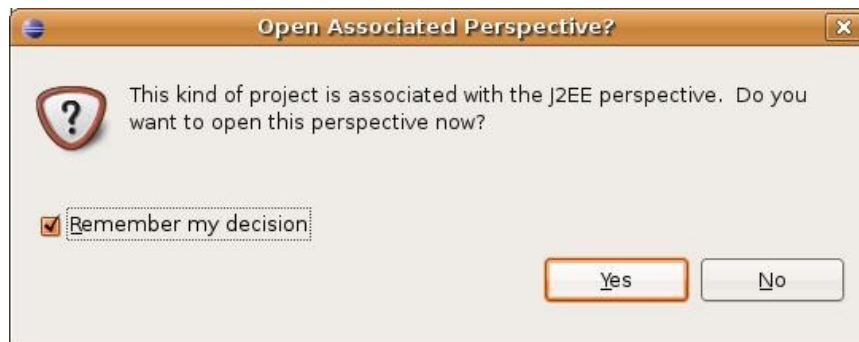 Open Associated Perspective?
This kind of project is associated with the J2EE perspective.  Do you
want to open this perspective now?
Remember my decision
Yes
No